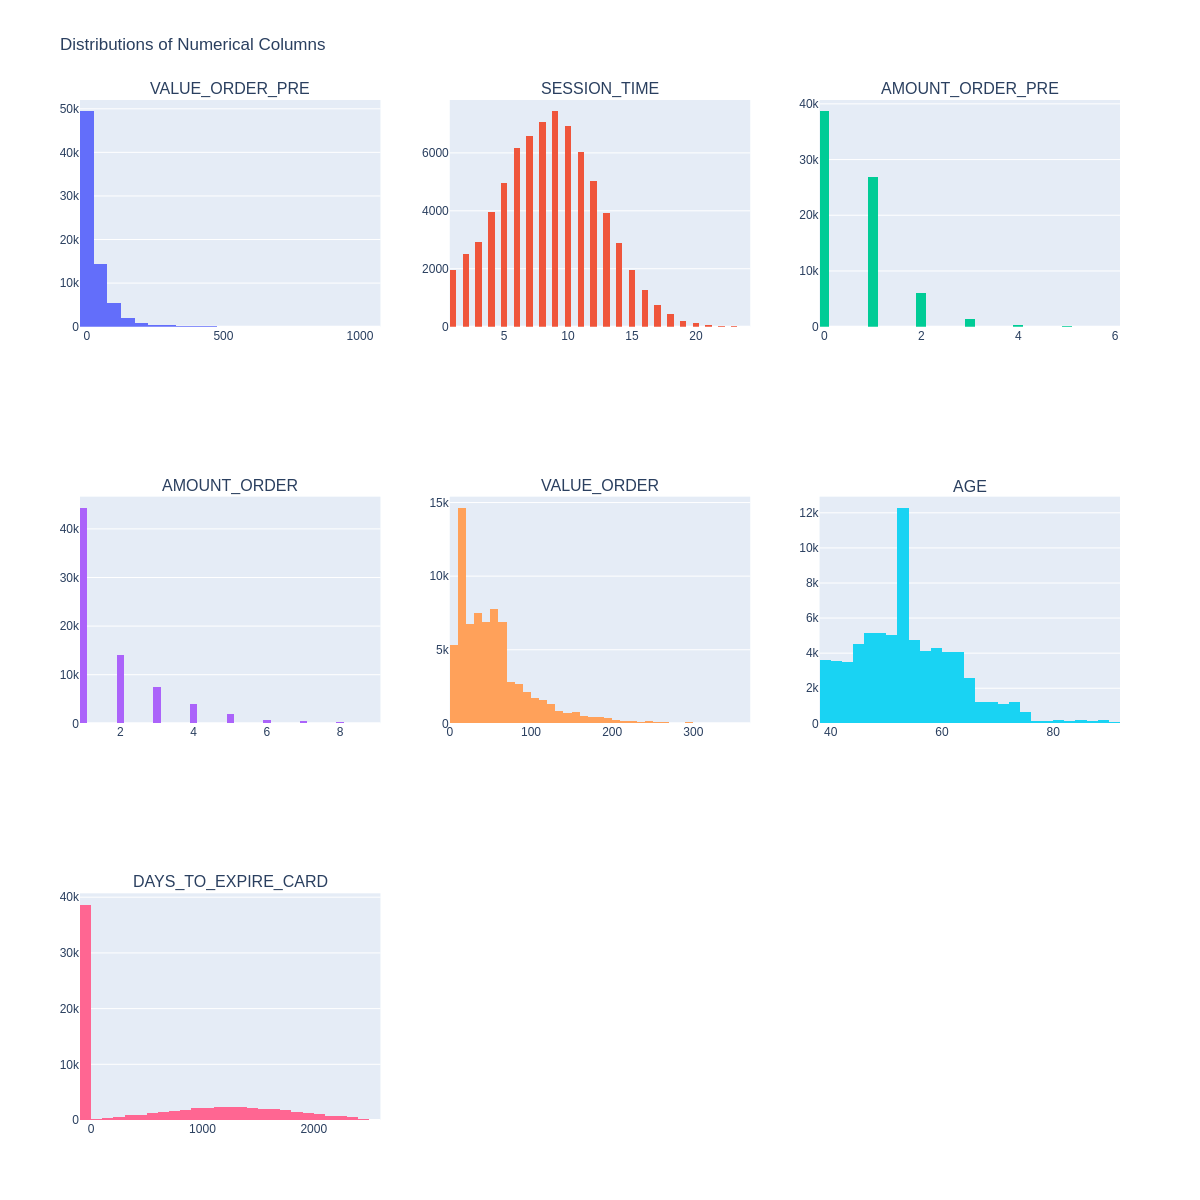 Distributions of Numerical Columns
VALUE_ORDER_PRE
SESSION_TIME
AMOUNT_ORDER_PRE
50k
40k
30k
20k
10k
0
0
500
1000
6000
4000
2000
0
5
10
15
20
40k
30k
20k
10k
0
0
2
4
6
AMOUNT_ORDER
VALUE_ORDER
AGE
40k
30k
20k
10k
0
2
4
6
8
15k
10k
5k
0
0
100
200
300
12k
10k
8k
6k
4k
2k
0
40
60
80
DAYS_TO_EXPIRE_CARD
40k
30k
20k
10k
0
0
1000
2000